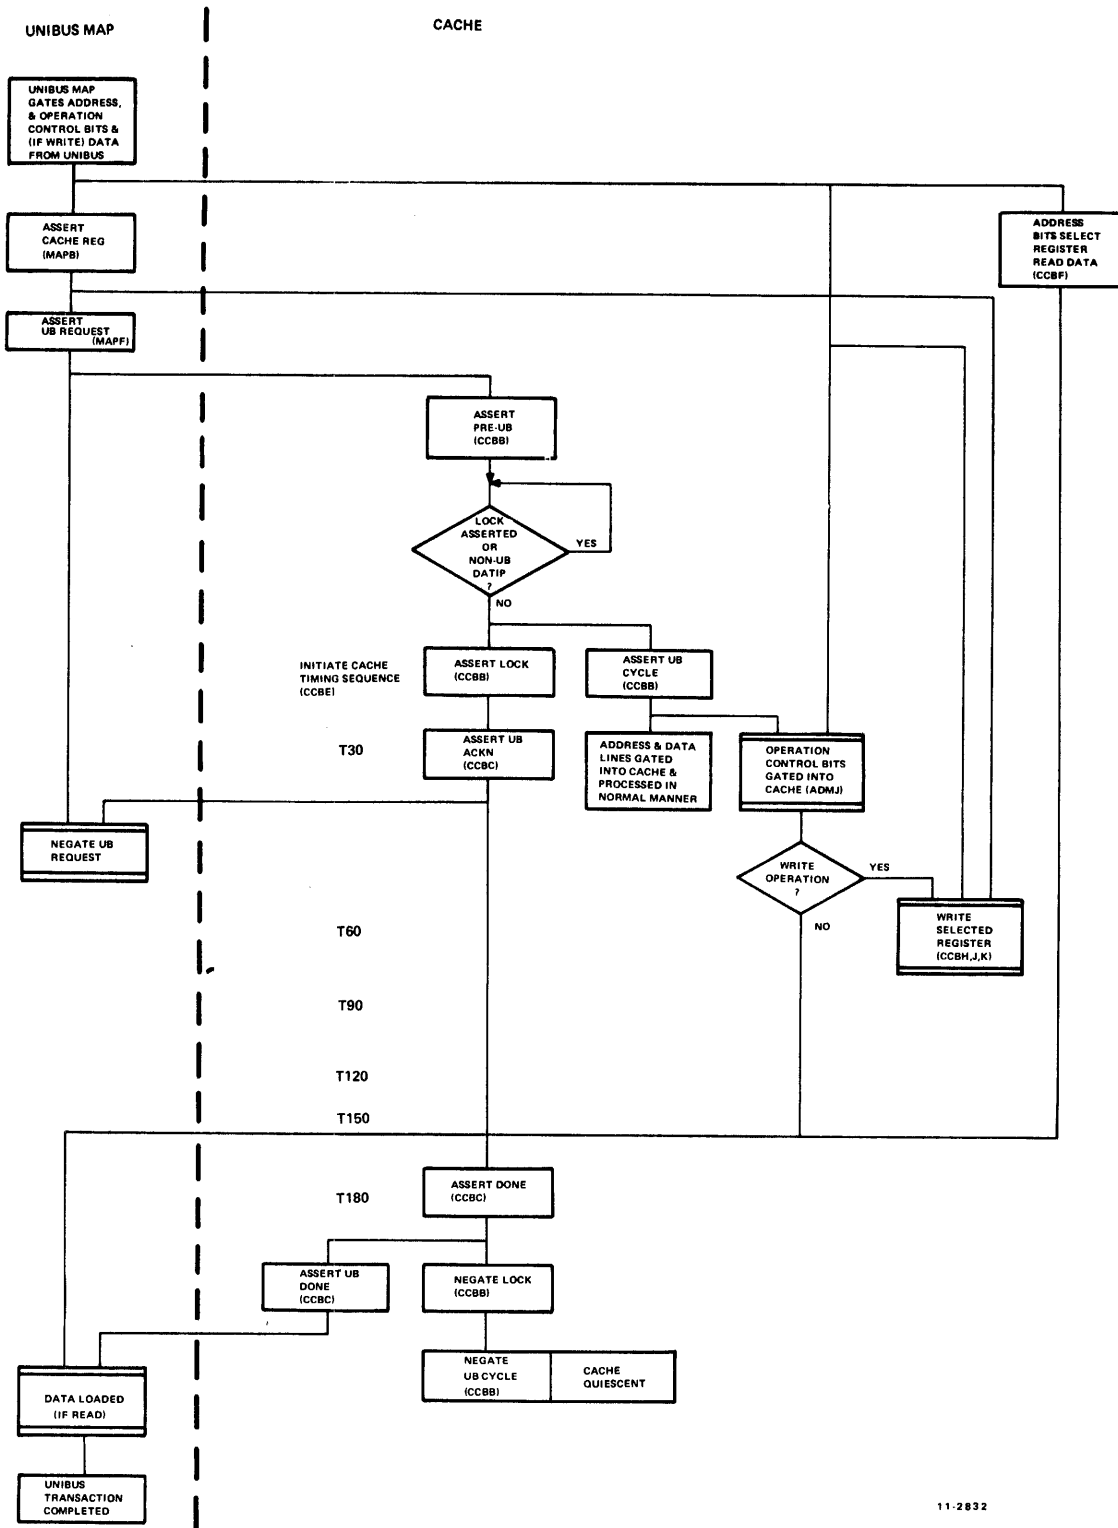 UNIBUS MAP
CACHE
UNIBUS MAP
GATES ADDRESS,
& OPERATION
CONTROL BITS &
(IF WRITE) DATA
FROM UNIBUS
ASSERT
CACHE REG
(MAPB)
ADDRESS
BITS SELECT
REGISTER
READ DATA
(CCBF)
ASSERT
UB REQUEST
(MAPF)
ASSERT
PRE-UB
(CCBB)
LOCK
ASSERTED
OR
NON-UB
DATIP
?
YES
NO
INITIATE CACHE
TIMING SEQUENCE
(CCBE)
ASSERT LOCK
(CCBB)
ASSERT UB
CYCLE
(CCBB)
T30
ASSERT UB
ACKN
(CCBC)
ADDRESS & DATA
LINES GATED
INTO CACHE &
PROCESSED IN
NORMAL MANNER
OPERATION
CONTROL BITS
GATED INTO
CACHE (ADMJ)
NEGATE UB
REQUEST
WRITE
OPERATION
?
YES
NO
WRITE
SELECTED
REGISTER
(CCBH,J,K)
T60
T90
T120
T150
T180
ASSERT DONE
(CCBC)
ASSERT UB
DONE
(CCBC)
NEGATE LOCK
(CCBB)
NEGATE
UB CYCLE
(CCBB)
CACHE
QUIESCENT
DATA LOADED
(IF READ)
UNIBUS
TRANSACTION
COMPLETED
11-2832